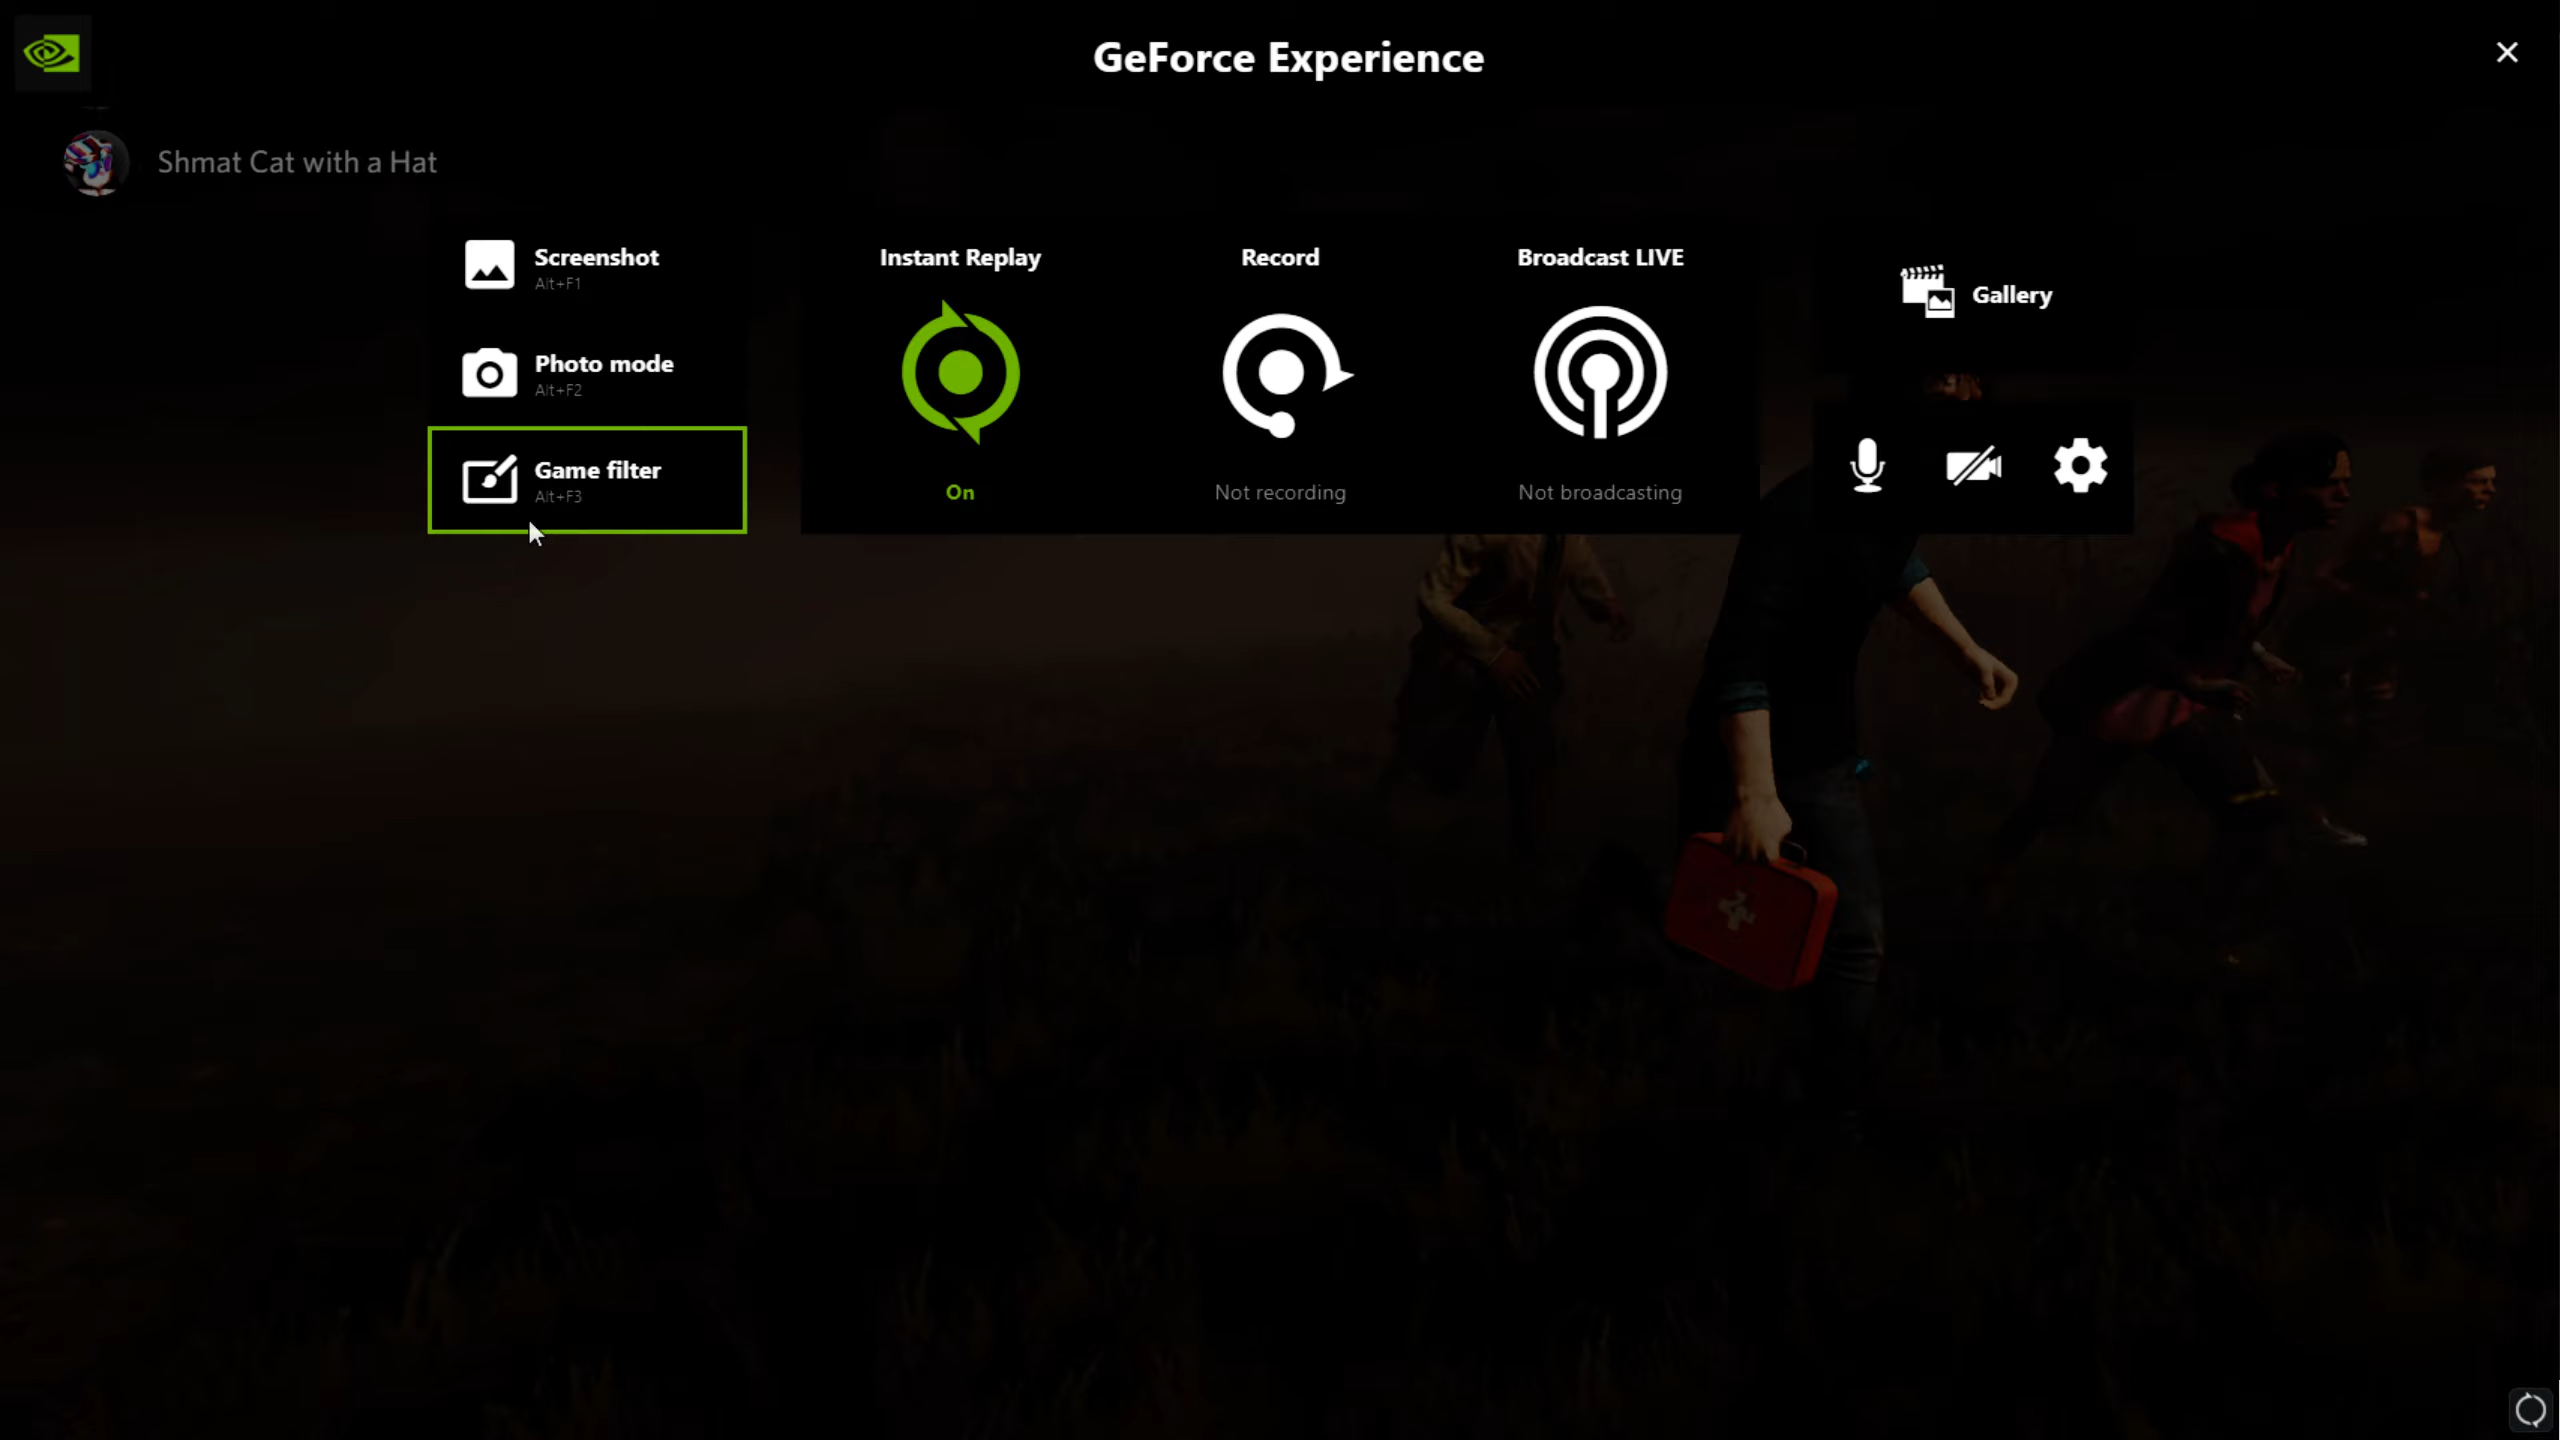 GeForce Experience
Shmat Cat with a Hat
Screenshot
Alt+F1
Photo mode
Alt+F2
Game filter
Alt+F3
Instant Replay
On
Record
Not recording
Broadcast LIVE
Not broadcasting
Gallery